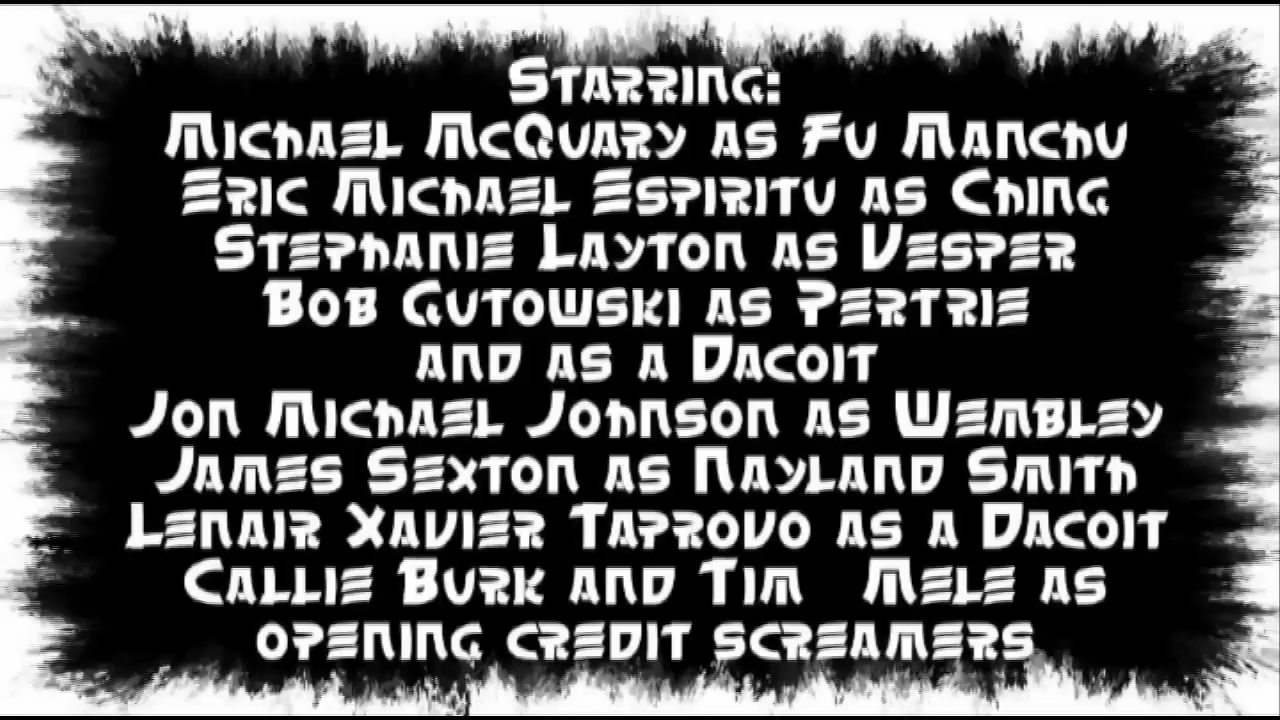 Starring:
Michael McQuary as Fu Manchu
Eric Michael Espiritu as Ching
Stephanie Layton as Vesper
Bob Gutowski as Pertrie
and as a Dacoit
Jon Michael Johnson as Wembley
James Sexton as Nayland Smith
Lenair Xavier Taprovo as a Dacoit
Callie Burk and Tim Mele as
opening credit screamers